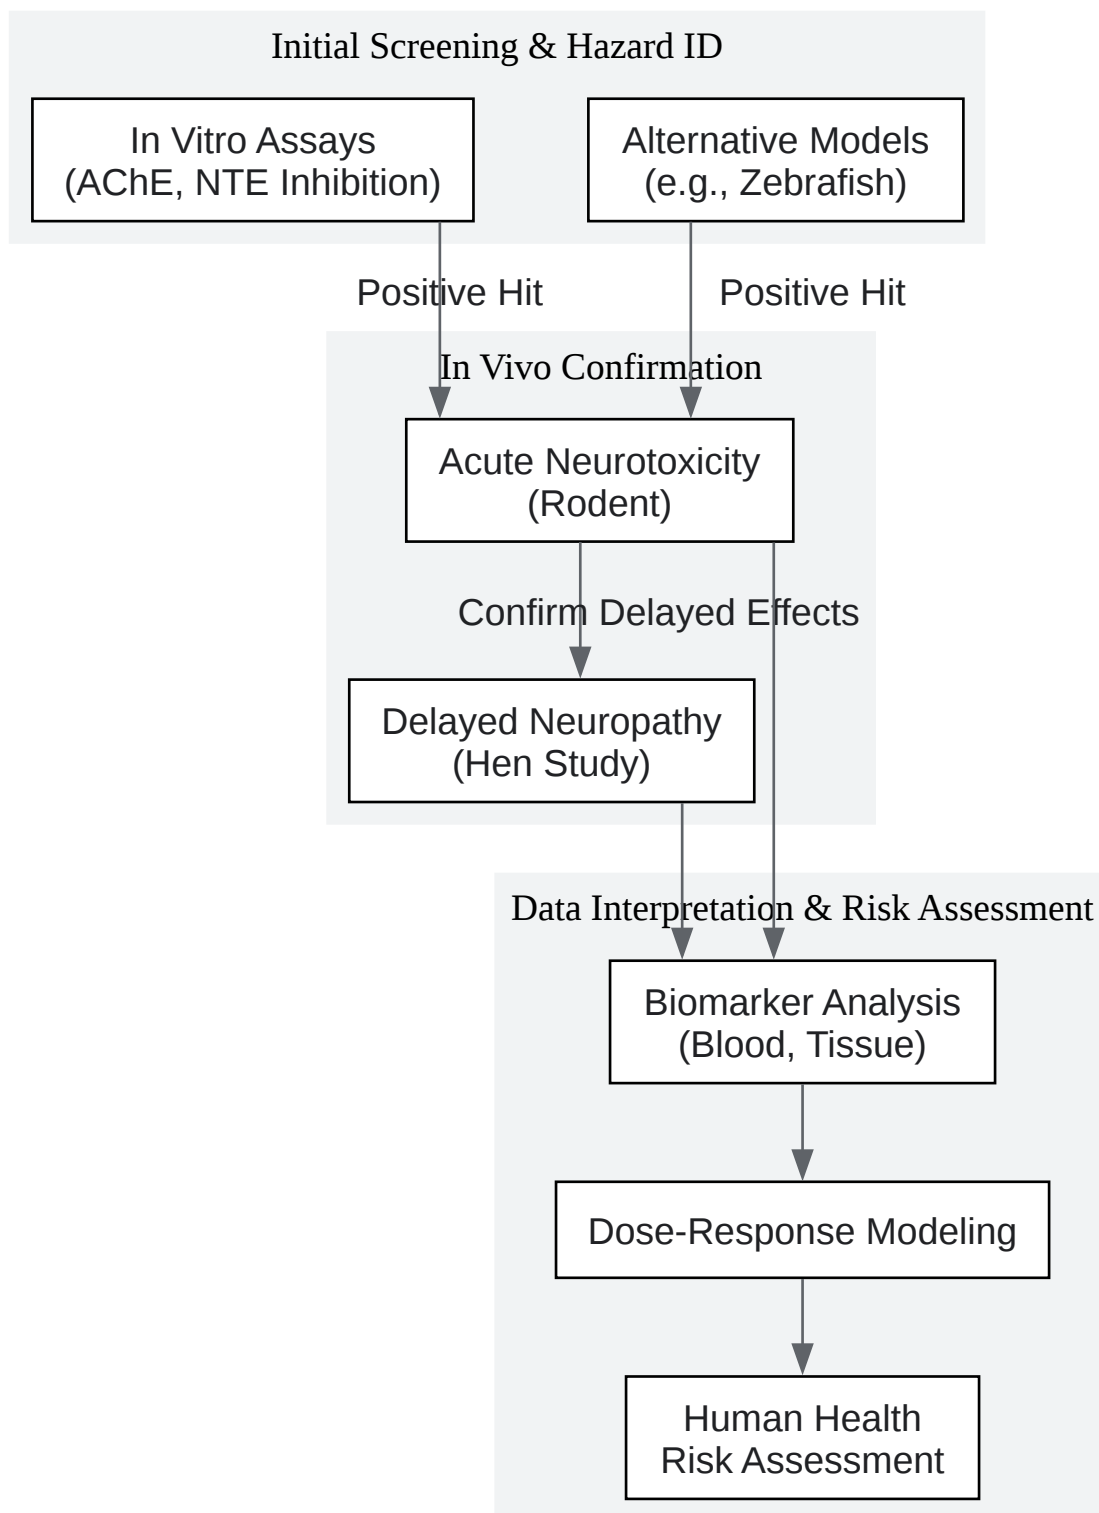 Initial Screening & Hazard ID
In Vitro Assays
(AChE, NTE Inhibition)
Alternative Models
(e.g., Zebrafish)
Positive Hit
Positive Hit
In Vivo Confirmation
Acute Neurotoxicity
(Rodent)
Confirm Delayed Effects
Delayed Neuropathy
(Hen Study)
Data Interpretation & Risk Assessment
Biomarker Analysis
(Blood, Tissue)
Dose-Response Modeling
Human Health
Risk Assessment